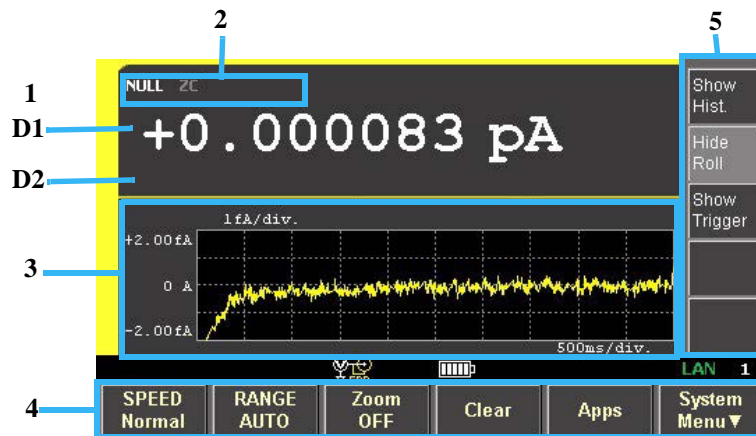 2
5
NULL ZC
1
D1
+0.000083 pA
D2
Show
Hist.
Hide
Roll
Show
Trigger
1fA/div.
+2.00fA
3
0 A
-2.00fA
500ms/div.
LAN 1
4
SPEED
Normal
RANGE
AUTO
Zoom
OFF
Clear
Apps
System
Menu▼